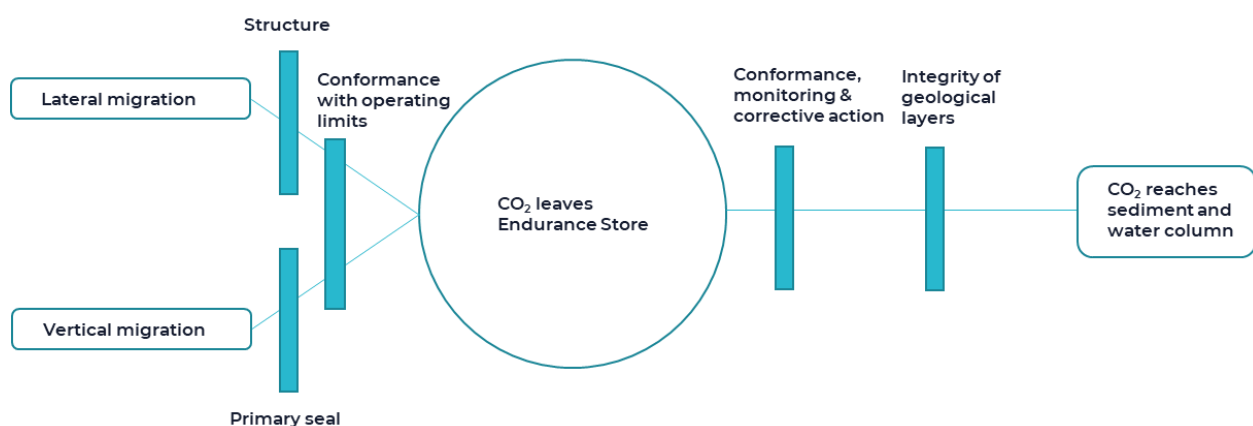 Structure
Lateral migration
Conformance
with operating
limits
Vertical migration
Primary seal
CO₂ leaves
Endurance Store
Conformance,
monitoring &
corrective action
Integrity of
geological
layers
CO₂ reaches
sediment and
water column